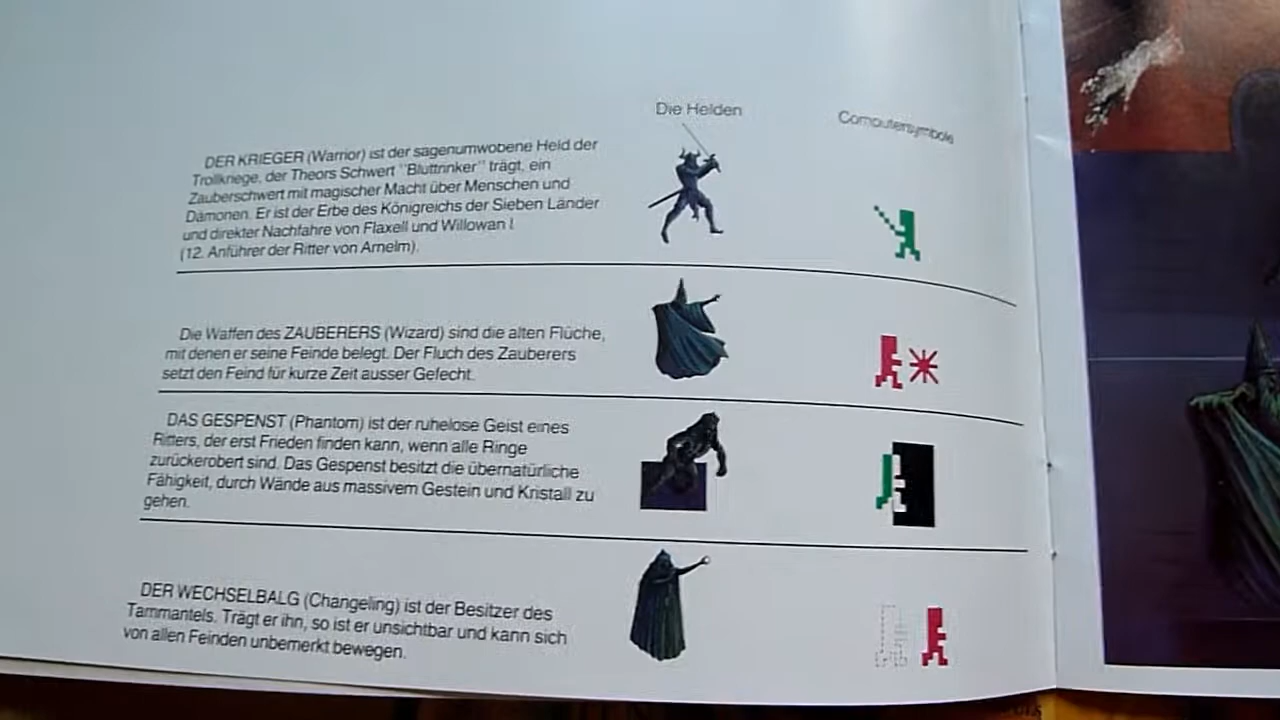 Die Helden
Computersymbole
DER KRIEGER (Warrior) ist der sagenumwobene Held der
Trollkriege, der Theors Schwert "Bluttrinker" trägt, ein
Zauberschwert mit magischer Macht über Menschen und
Dämonen. Er ist der Erbe des Königreichs der Sieben Länder
und direkter Nachfahre von Flaxell und Willowan I.
(12. Anführer der Ritter von Arnelm).
Die Waffen des ZAUBERERS (Wizard) sind die alten Flüche,
mit denen er seine Feinde belegt. Der Fluch des Zauberers
setzt den Feind für kurze Zeit ausser Gefecht.
DAS GESPENST (Phantom) ist der ruhelose Geist eines
Ritters, der erst Frieden finden kann, wenn alle Ringe
zurückerobert sind. Das Gespenst besitzt die übernatürliche
Fähigkeit, durch Wände aus massivem Gestein und Kristall zu
gehen.
DER WECHSELBALG (Changeling) ist der Besitzer des
Tammantels. Trägt er ihn, so ist er unsichtbar und kann sich
von allen Feinden unbemerkt bewegen.